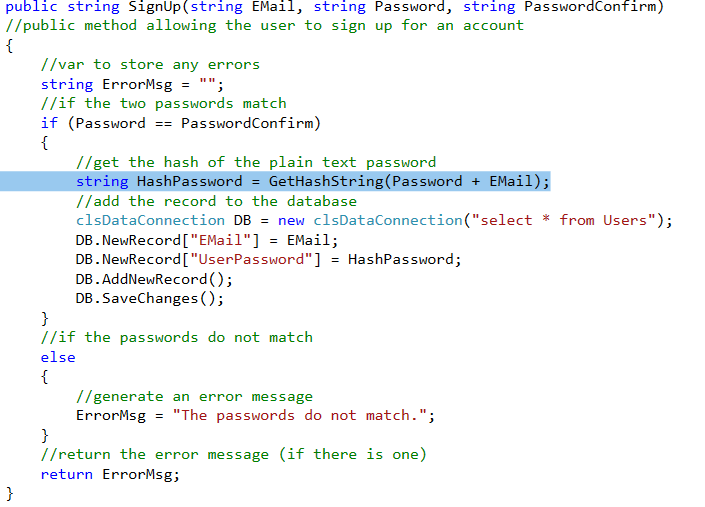 public string SignUp(string EMail, string Password, string PasswordConfirm)
//public method allowing the user to sign up for an account
{
    //var to store any errors
    string ErrorMsg = "";
    //if the two passwords match
    if (Password == PasswordConfirm)
    {
        //get the hash of the plain text password
        string HashPassword = GetHashString(Password + EMail);
        //add the record to the database
        clsDataConnection DB = new clsDataConnection("select * from Users");
        DB.NewRecord["EMail"] = EMail;
        DB.NewRecord["UserPassword"] = HashPassword;
        DB.AddNewRecord();
        DB.SaveChanges();
    }
    //if the passwords do not match
    else
    {
        //generate an error message
        ErrorMsg = "The passwords do not match.";
    }
    //return the error message (if there is one)
    return ErrorMsg;
}